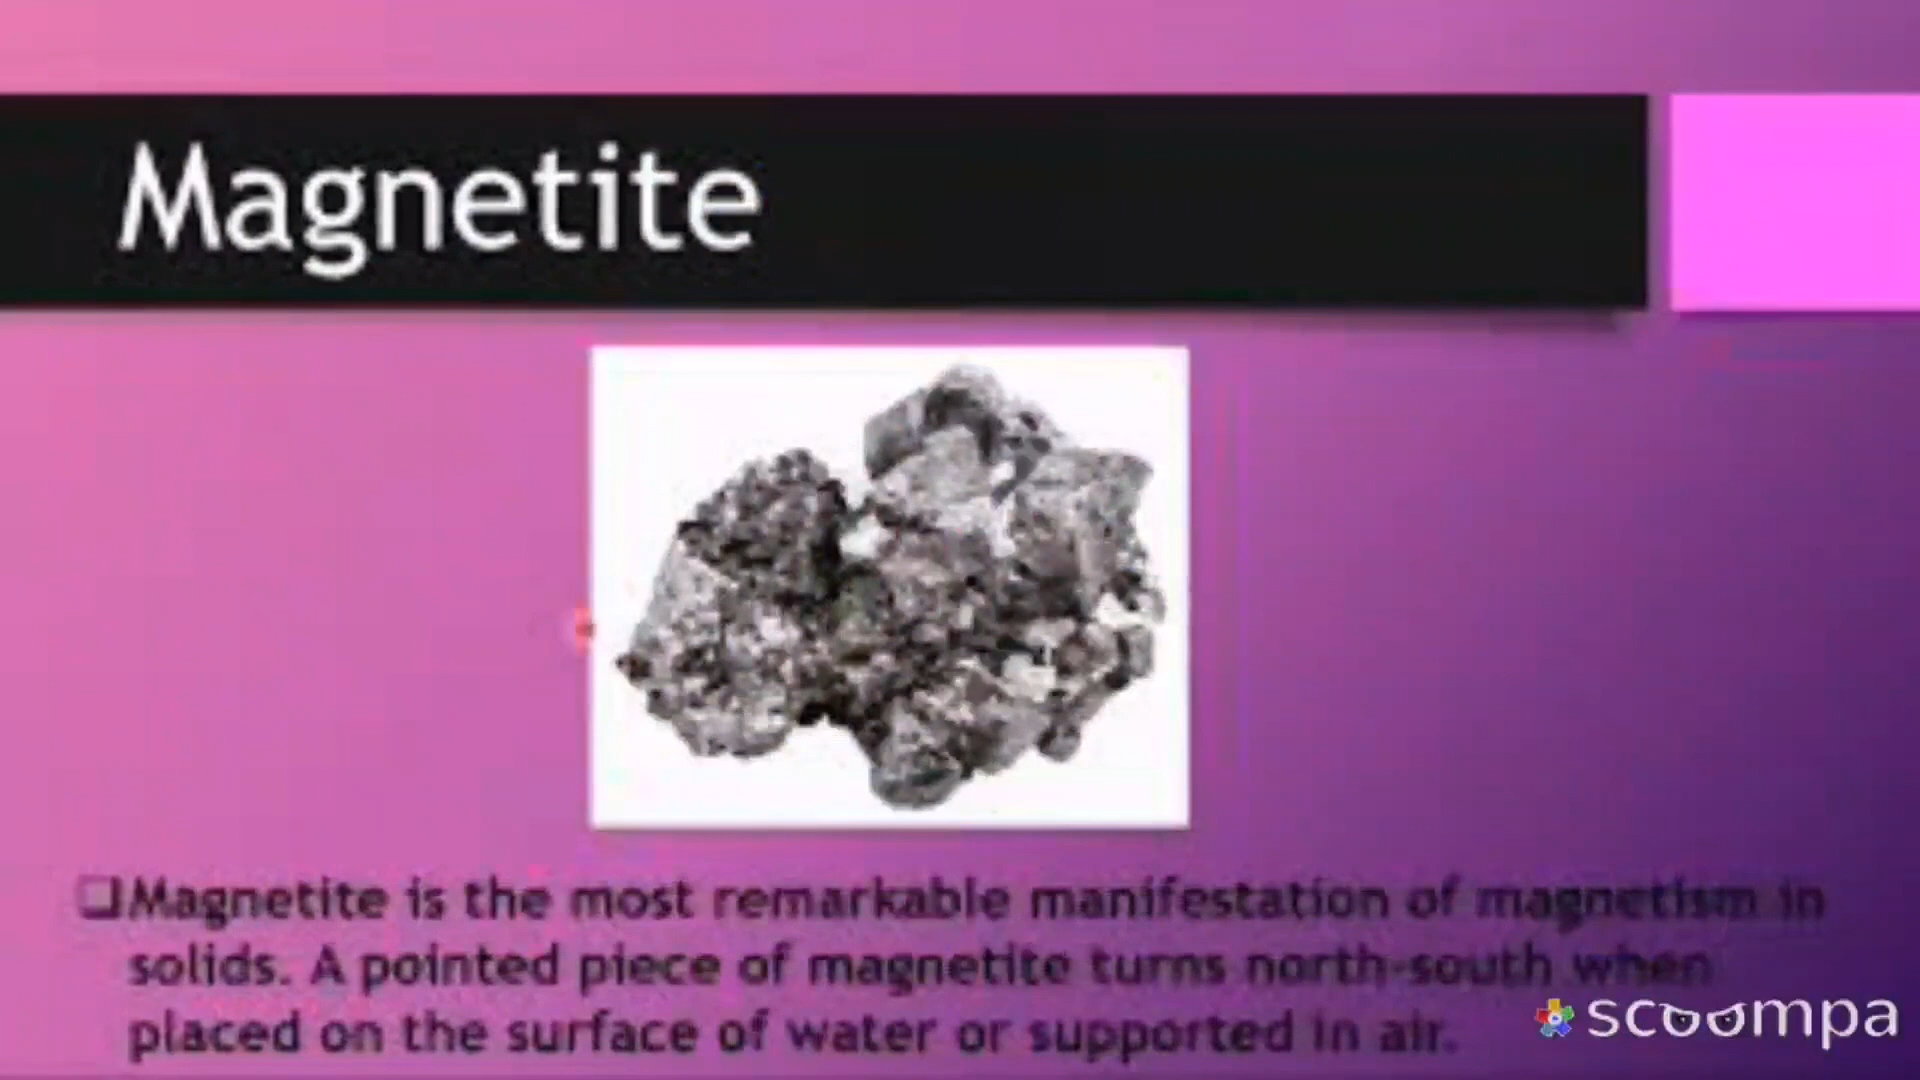 Magnetite
❑Magnetite is the most remarkable manifestation of magnetism in
solids. A pointed piece of magnetite turns north-south when
placed on the surface of water or supported in air.
scoompa